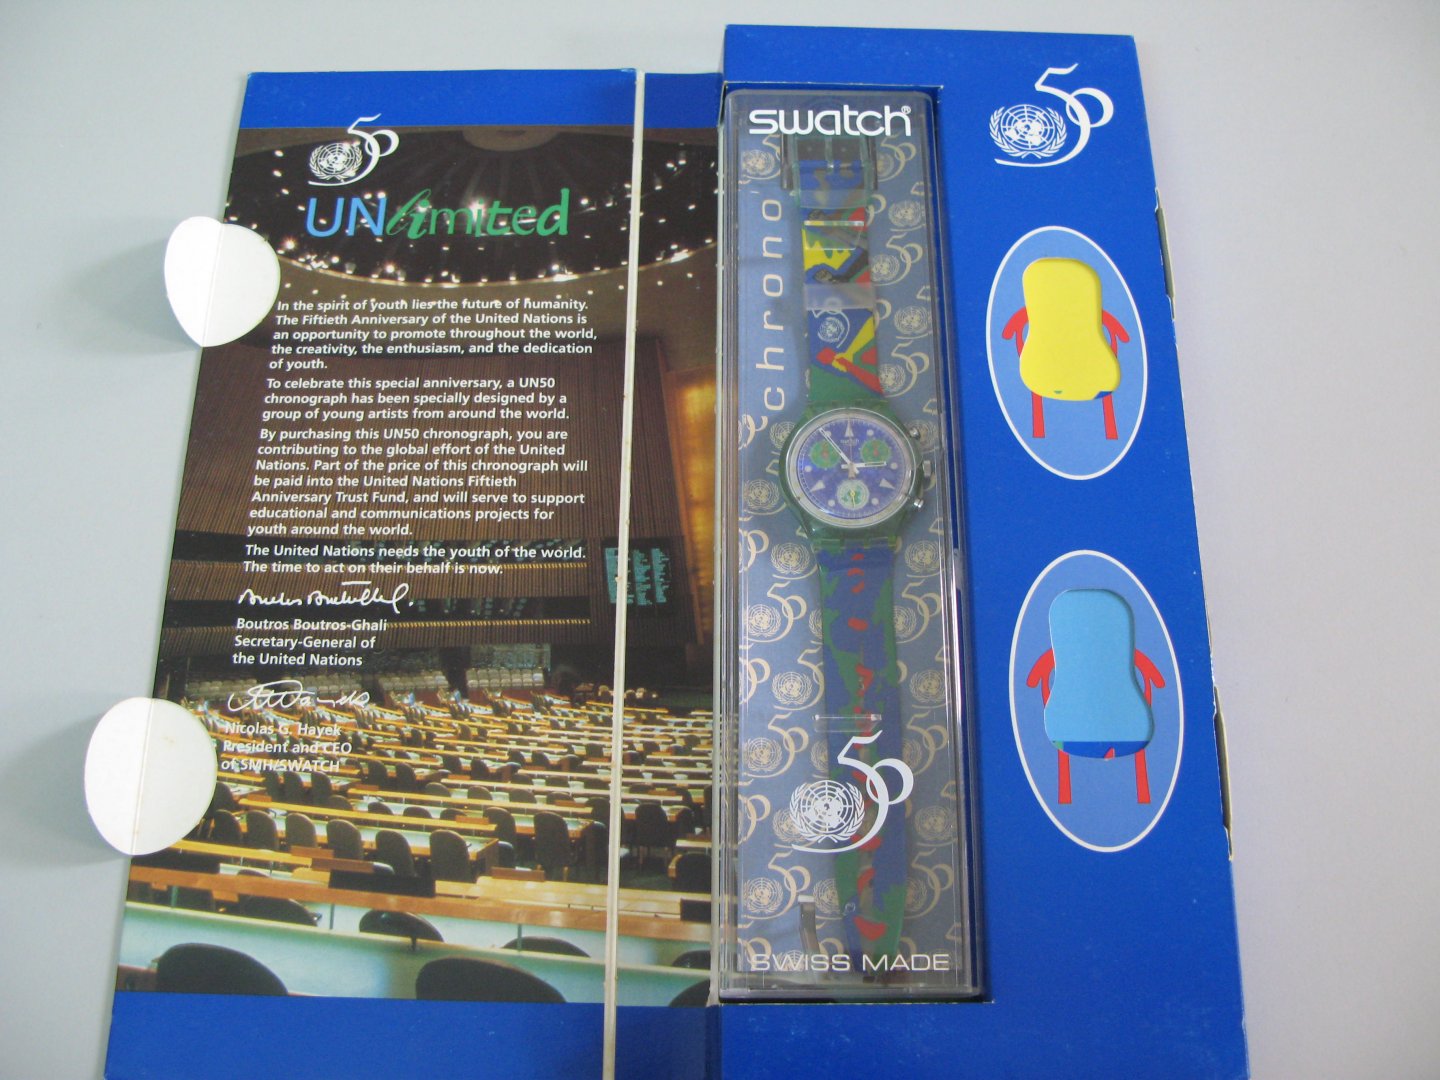 50
UNlimited
In the spirit of youth lies the future of humanity.
The Fiftieth Anniversary of the United Nations is
an opportunity to promote throughout the world,
the creativity, the enthusiasm, and the dedication
of youth.
To celebrate this special anniversary, a UN50
chronograph has been specially designed by a
group of young artists from around the world.
By purchasing this UN50 chronograph, you are
contributing to the global effort of the United
Nations. Part of the price of this chronograph will
be paid into the United Nations Fiftieth
Anniversary Trust Fund, and will serve to support
educational and communications projects for
youth around the world.
The United Nations needs the youth of the world.
The time to act on their behalf is now.
Boutros Boutros-Ghali
Secretary-General of
the United Nations
Nicolas G. Hayek
President and CEO
of SMH/SWATCH
swatch®
chrono
50
swatch
50
SWISS MADE
50